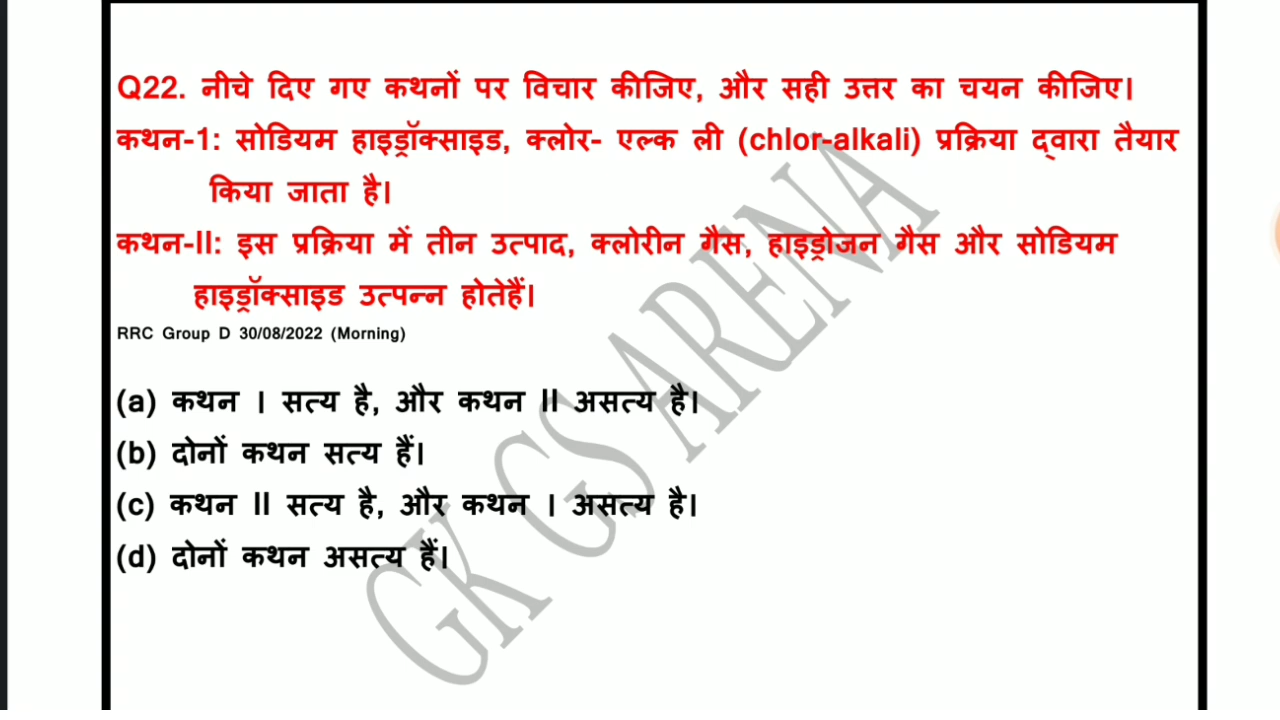 Q22. नीचे दिए गए कथनों पर विचार कीजिए, और सही उत्तर का चयन कीजिए।
कथन-1: सोडियम हाइड्रॉक्साइड, क्लोर- एल्क ली (chlor-alkali) प्रक्रिया द्वारा तैयार
किया जाता है।
कथन-II: इस प्रक्रिया में तीन उत्पाद, क्लोरीन गैस, हाइड्रोजन गैस और सोडियम
हाइड्रॉक्साइड उत्पन्न होतेहैं।
RRC Group D 30/08/2022 (Morning)
(a) कथन । सत्य है, और कथन II असत्य है।
(b) दोनों कथन सत्य हैं।
(c) कथन II सत्य है, और कथन । असत्य है।
(d) दोनों कथन असत्य हैं।
GK GS ARENA